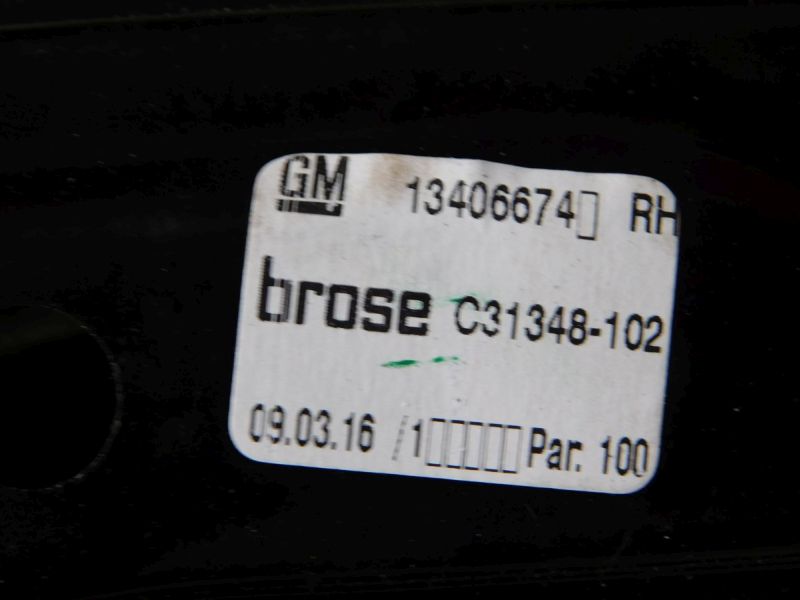 GM 13406674□ RH
brose C31348-102
09.03.16 /1□□□□□ Par. 100